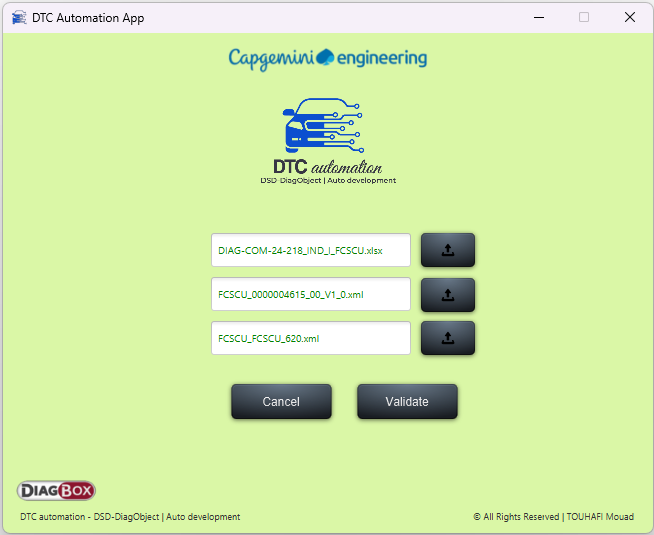 DTC Automation App
Capgemini engineering
DTC automation
DSD-DiagObject | Auto development
DIAG-COM-24-218_IND_I_FCSCU.xlsx
FCSCU_0000004615_00_V1_0.xml
FCSCU_FCSCU_620.xml
Cancel Validate
DIAGBOX
DTC automation - DSD-DiagObject | Auto development © All Rights Reserved | TOUHAFI Mouad